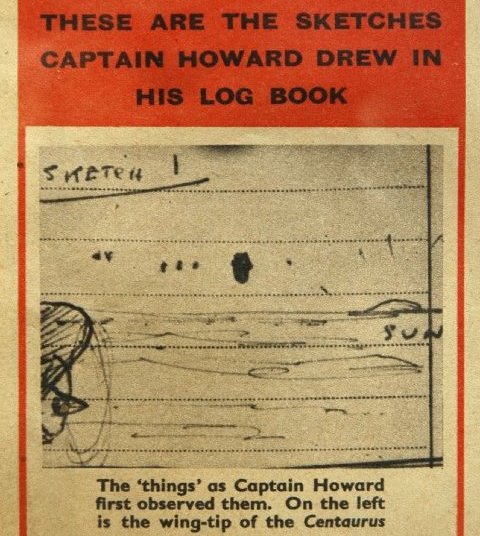 THESE ARE THE SKETCHES
CAPTAIN HOWARD DREW IN
HIS LOG BOOK
SKETCH 1
SUN
The 'things' as Captain Howard
first observed them. On the left
is the wing-tip of the Centaurus